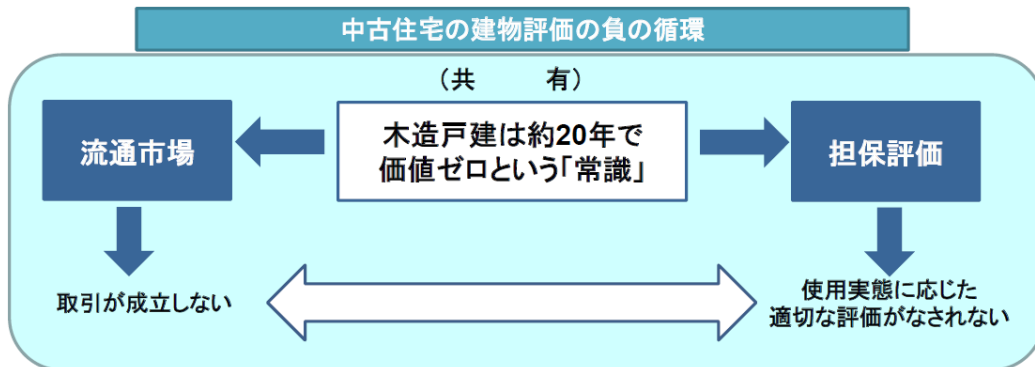 中古住宅の建物評価の負の循環
（共　　　有）
流通市場
木造戸建は約20年で
価値ゼロという「常識」
担保評価
取引が成立しない
使用実態に応じた
適切な評価がなされない